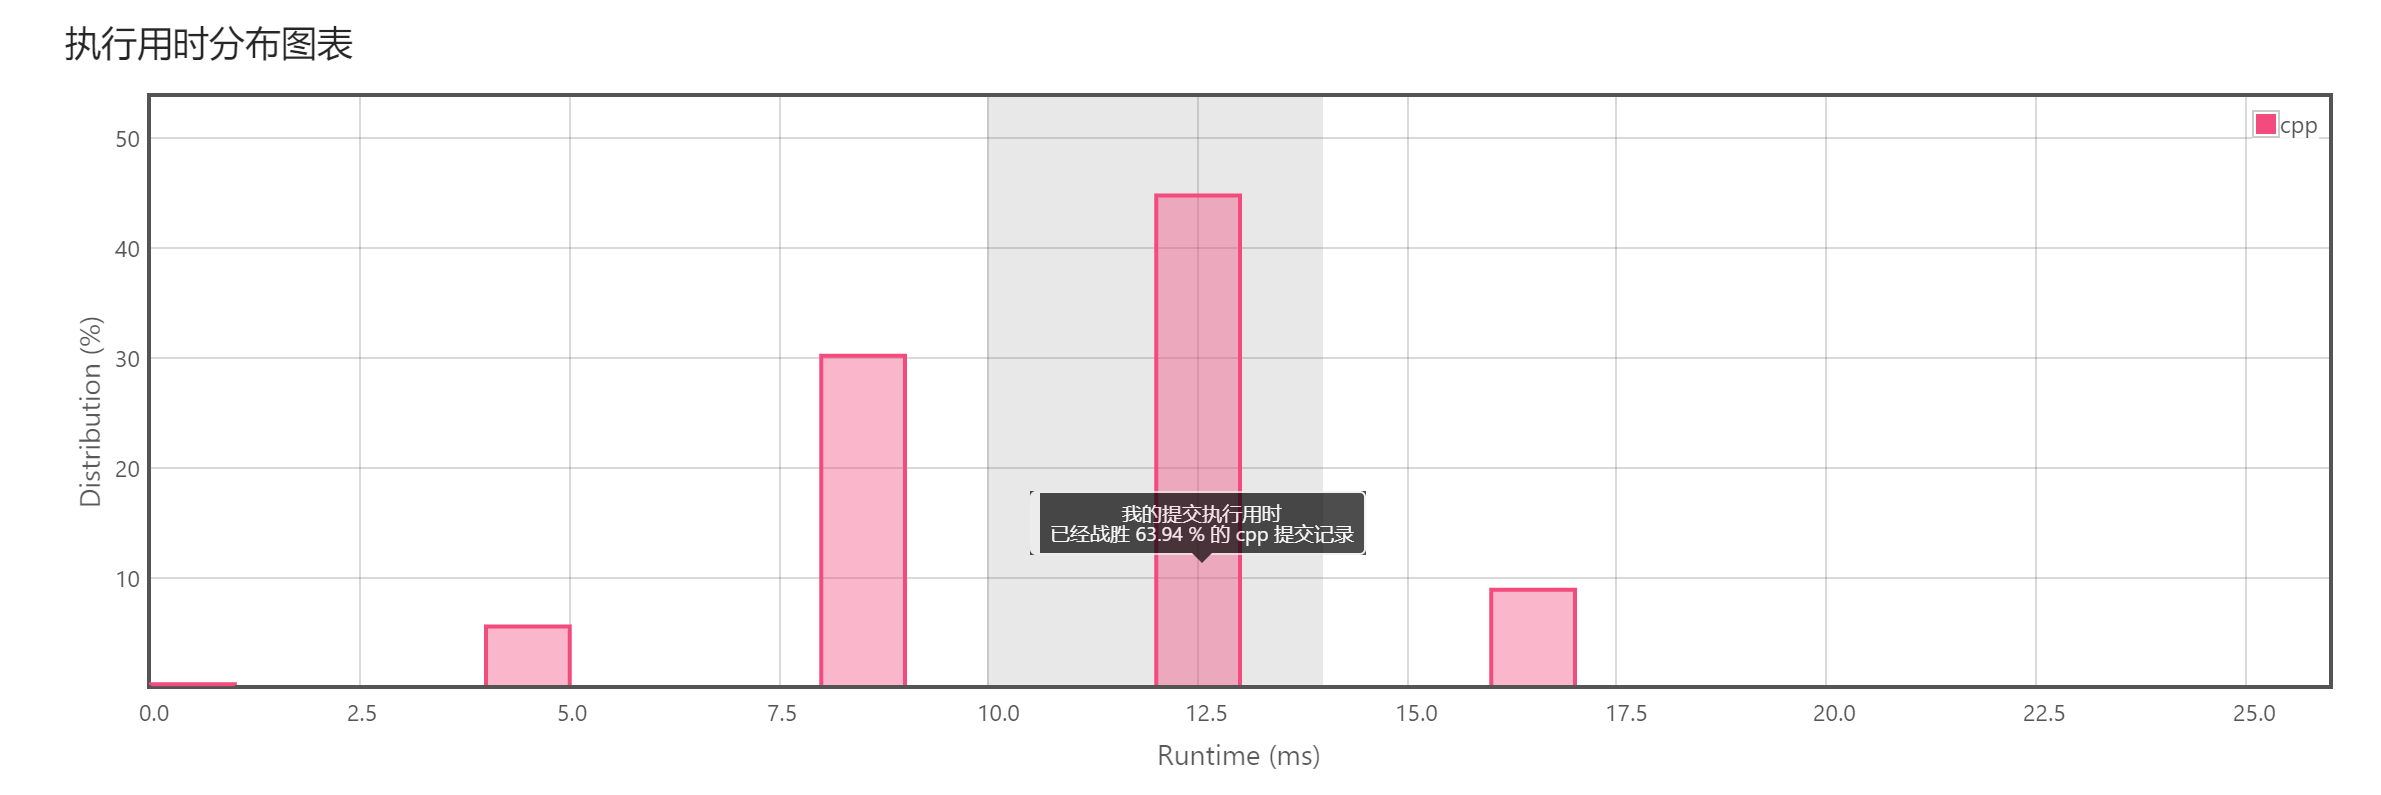 执行用时分布图表
cpp
50
40
30
20
10
Distribution (%)
我的提交执行用时
已经战胜 63.94 % 的 cpp 提交记录
0.0 2.5 5.0 7.5 10.0 12.5 15.0 17.5 20.0 22.5 25.0
Runtime (ms)